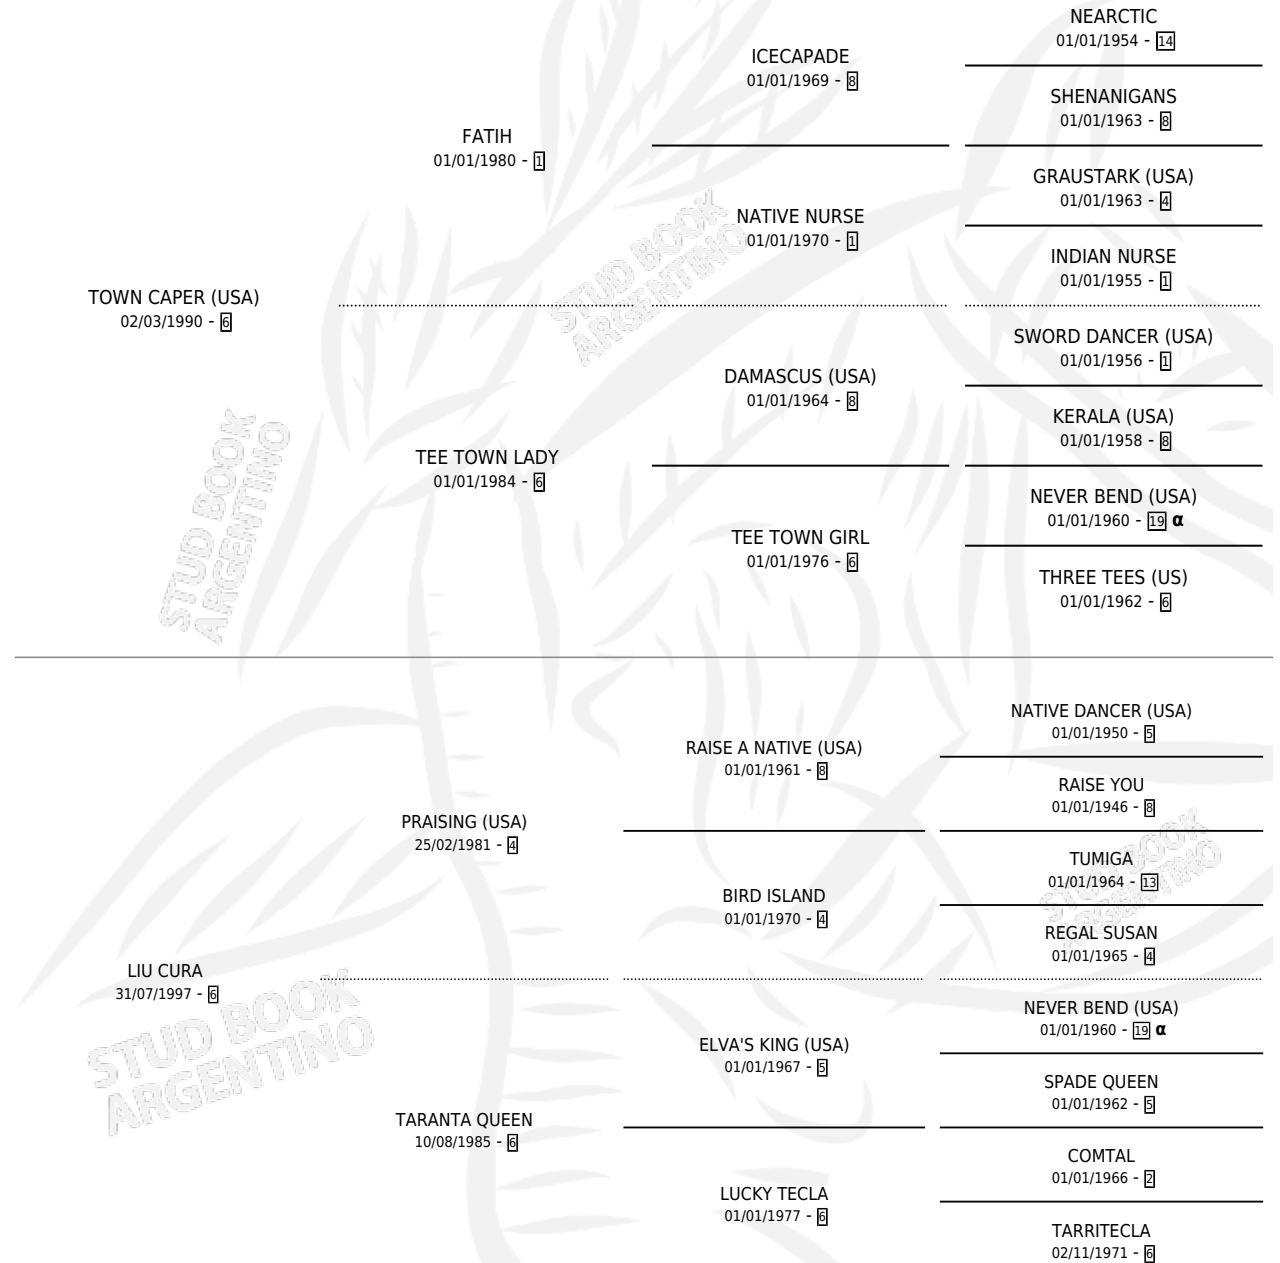 TOWN CAPER (USA)
02/03/1990 - 6
FATIH
01/01/1980 - 1
ICECAPADE
01/01/1969 - 8
NEARCTIC
01/01/1954 - 14
SHENANIGANS
01/01/1963 - 8
NATIVE NURSE
01/01/1970 - 1
GRAUSTARK (USA)
01/01/1963 - 4
INDIAN NURSE
01/01/1955 - 1
TEE TOWN LADY
01/01/1984 - 6
DAMASCUS (USA)
01/01/1964 - 8
SWORD DANCER (USA)
01/01/1956 - 1
KERALA (USA)
01/01/1958 - 8
TEE TOWN GIRL
01/01/1976 - 6
NEVER BEND (USA)
01/01/1960 - 19 α
THREE TEES (US)
01/01/1962 - 6
LIU CURA
31/07/1997 - 6
PRAISING (USA)
25/02/1981 - 4
RAISE A NATIVE (USA)
01/01/1961 - 8
NATIVE DANCER (USA)
01/01/1950 - 5
RAISE YOU
01/01/1946 - 8
BIRD ISLAND
01/01/1970 - 4
TUMIGA
01/01/1964 - 13
REGAL SUSAN
01/01/1965 - 4
TARANTA QUEEN
10/08/1985 - 6
ELVA'S KING (USA)
01/01/1967 - 5
NEVER BEND (USA)
01/01/1960 - 19 α
SPADE QUEEN
01/01/1962 - 5
LUCKY TECLA
01/01/1977 - 6
COMTAL
01/01/1966 - 2
TARRITECLA
02/11/1971 - 6
STUD BOOK
ARGENTINO
STUD BOOK
ARGENTINO
STUD BOOK
ARGENTINO
STUD BOOK
ARGENTINO